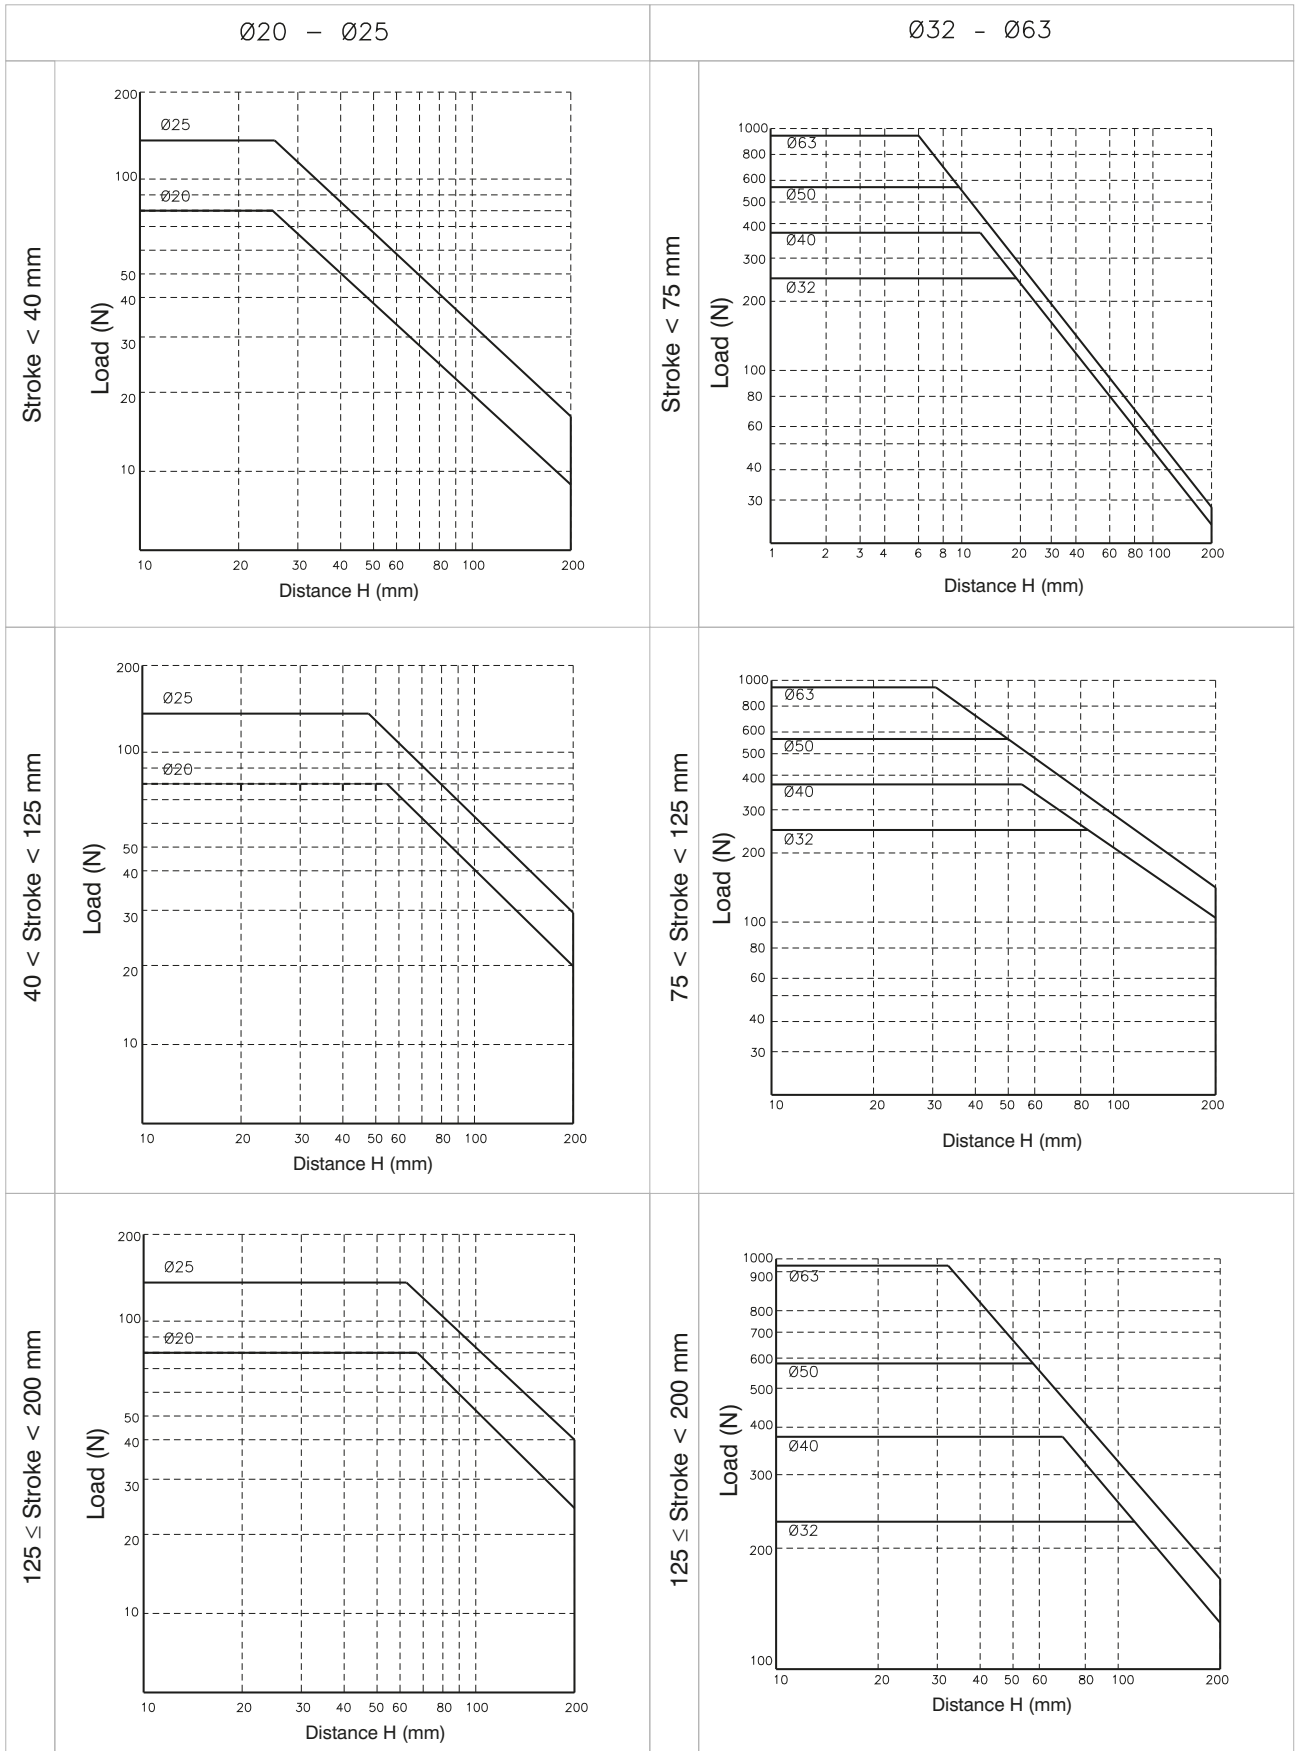 Ø20 – Ø25
Ø32 – Ø63
Stroke < 40 mm
Load (N)
200
100
50
40
30
20
10
Ø25
Ø20
10 20 30 40 50 60 80 100 200
Distance H (mm)
Stroke < 75 mm
Load (N)
1000
800
600
500
400
300
200
100
80
60
40
30
Ø63
Ø50
Ø40
Ø32
1 2 3 4 6 8 10 20 30 40 60 80 100 200
Distance H (mm)
40 < Stroke < 125 mm
Load (N)
200
100
50
40
30
20
10
Ø25
Ø20
10 20 30 40 50 60 80 100 200
Distance H (mm)
75 < Stroke < 125 mm
Load (N)
1000
800
600
500
400
300
200
100
80
60
40
30
Ø63
Ø50
Ø40
Ø32
10 20 30 40 50 60 80 100 200
Distance H (mm)
125 ≤ Stroke < 200 mm
Load (N)
200
100
50
40
30
20
10
Ø25
Ø20
10 20 30 40 50 60 80 100 200
Distance H (mm)
125 ≤ Stroke < 200 mm
Load (N)
1000
900
800
700
600
500
400
300
200
100
Ø63
Ø50
Ø40
Ø32
10 20 30 40 50 60 80 100 200
Distance H (mm)